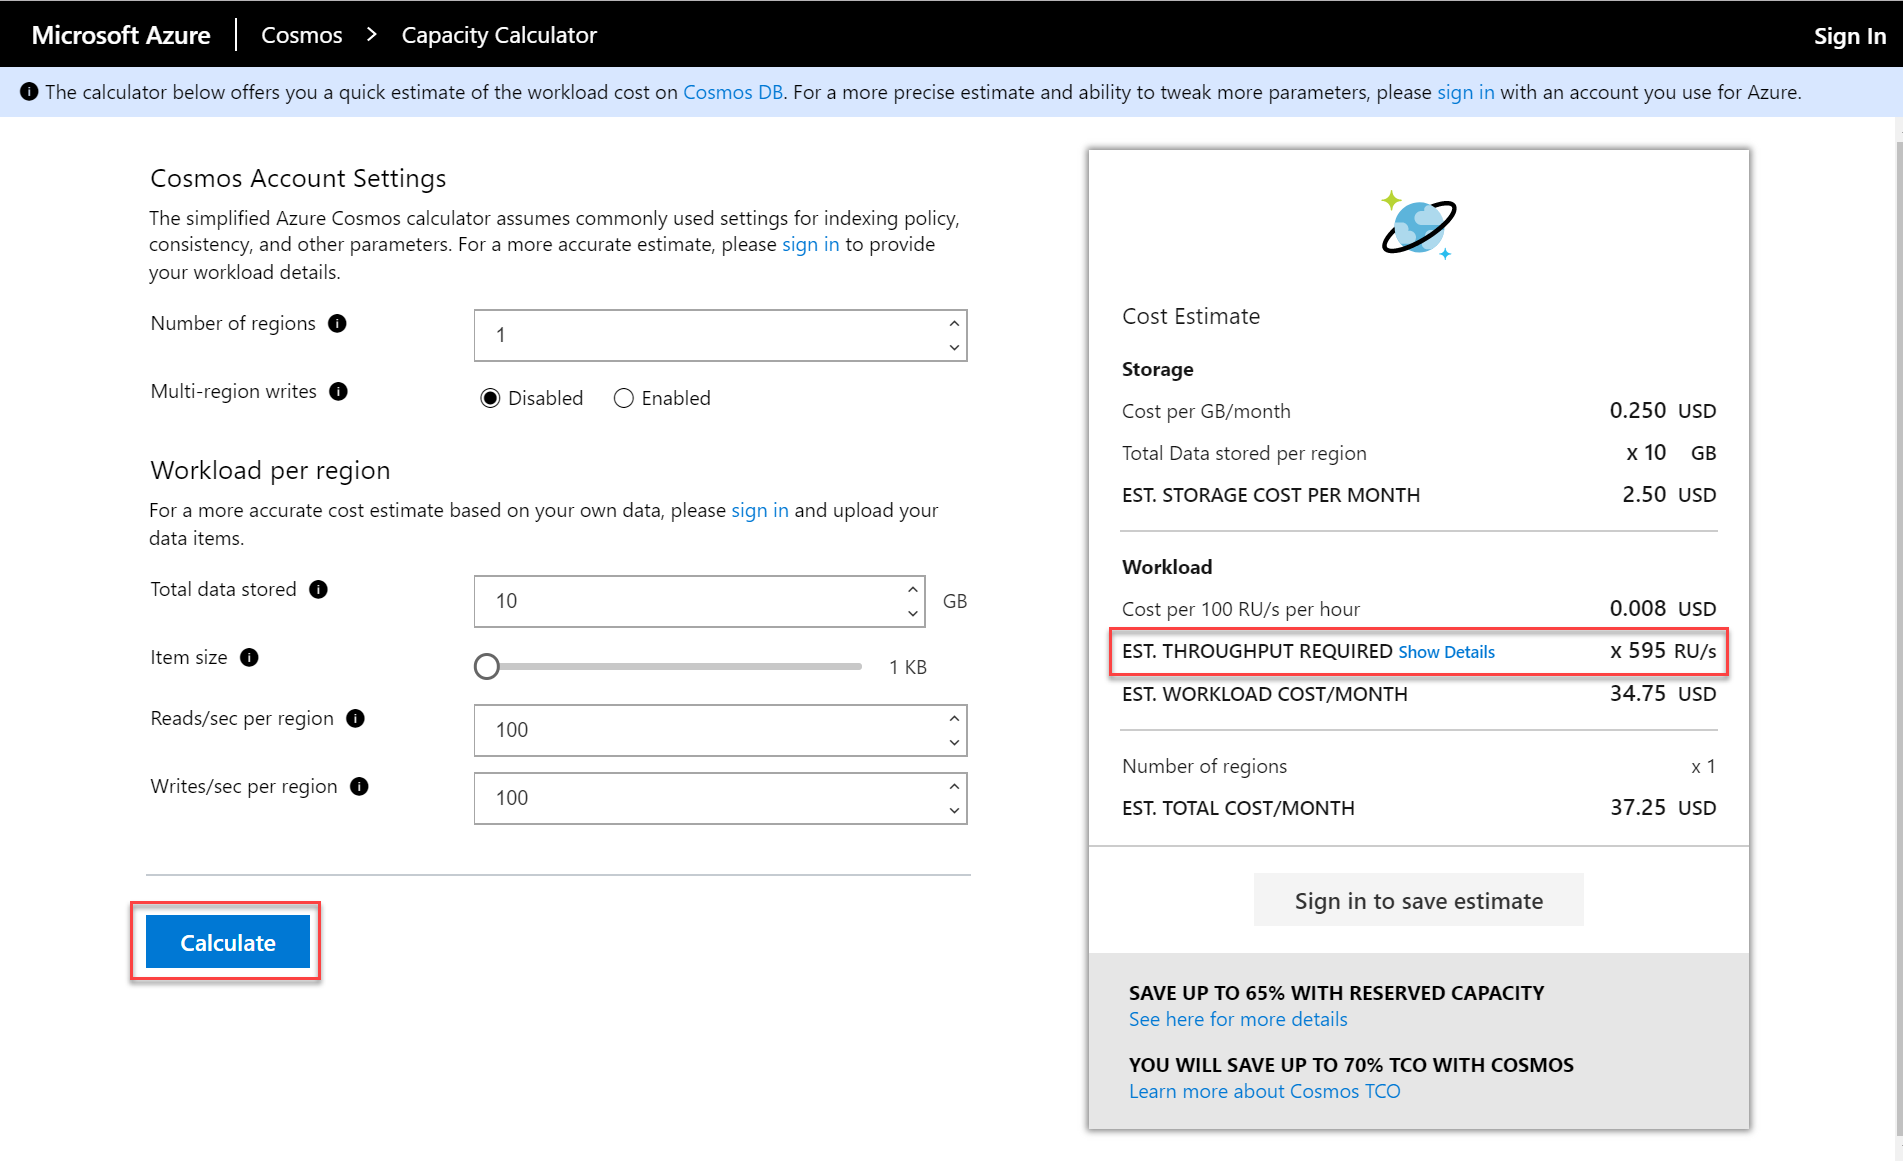 Microsoft Azure Cosmos > Capacity Calculator Sign In
The calculator below offers you a quick estimate of the workload cost on Cosmos DB. For a more precise estimate and ability to tweak more parameters, please sign in with an account you use for Azure.
Cosmos Account Settings
The simplified Azure Cosmos calculator assumes commonly used settings for indexing policy,
consistency, and other parameters. For a more accurate estimate, please sign in to provide
your workload details.
Number of regions
1
Multi-region writes
Disabled Enabled
Workload per region
For a more accurate cost estimate based on your own data, please sign in and upload your
data items.
Total data stored
10 GB
Item size
1 KB
Reads/sec per region
100
Writes/sec per region
100
Calculate
Cost Estimate
Storage
Cost per GB/month 0.250 USD
Total Data stored per region x 10 GB
EST. STORAGE COST PER MONTH 2.50 USD
Workload
Cost per 100 RU/s per hour 0.008 USD
EST. THROUGHPUT REQUIRED Show Details x 595 RU/s
EST. WORKLOAD COST/MONTH 34.75 USD
Number of regions x 1
EST. TOTAL COST/MONTH 37.25 USD
Sign in to save estimate
SAVE UP TO 65% WITH RESERVED CAPACITY
See here for more details
YOU WILL SAVE UP TO 70% TCO WITH COSMOS
Learn more about Cosmos TCO